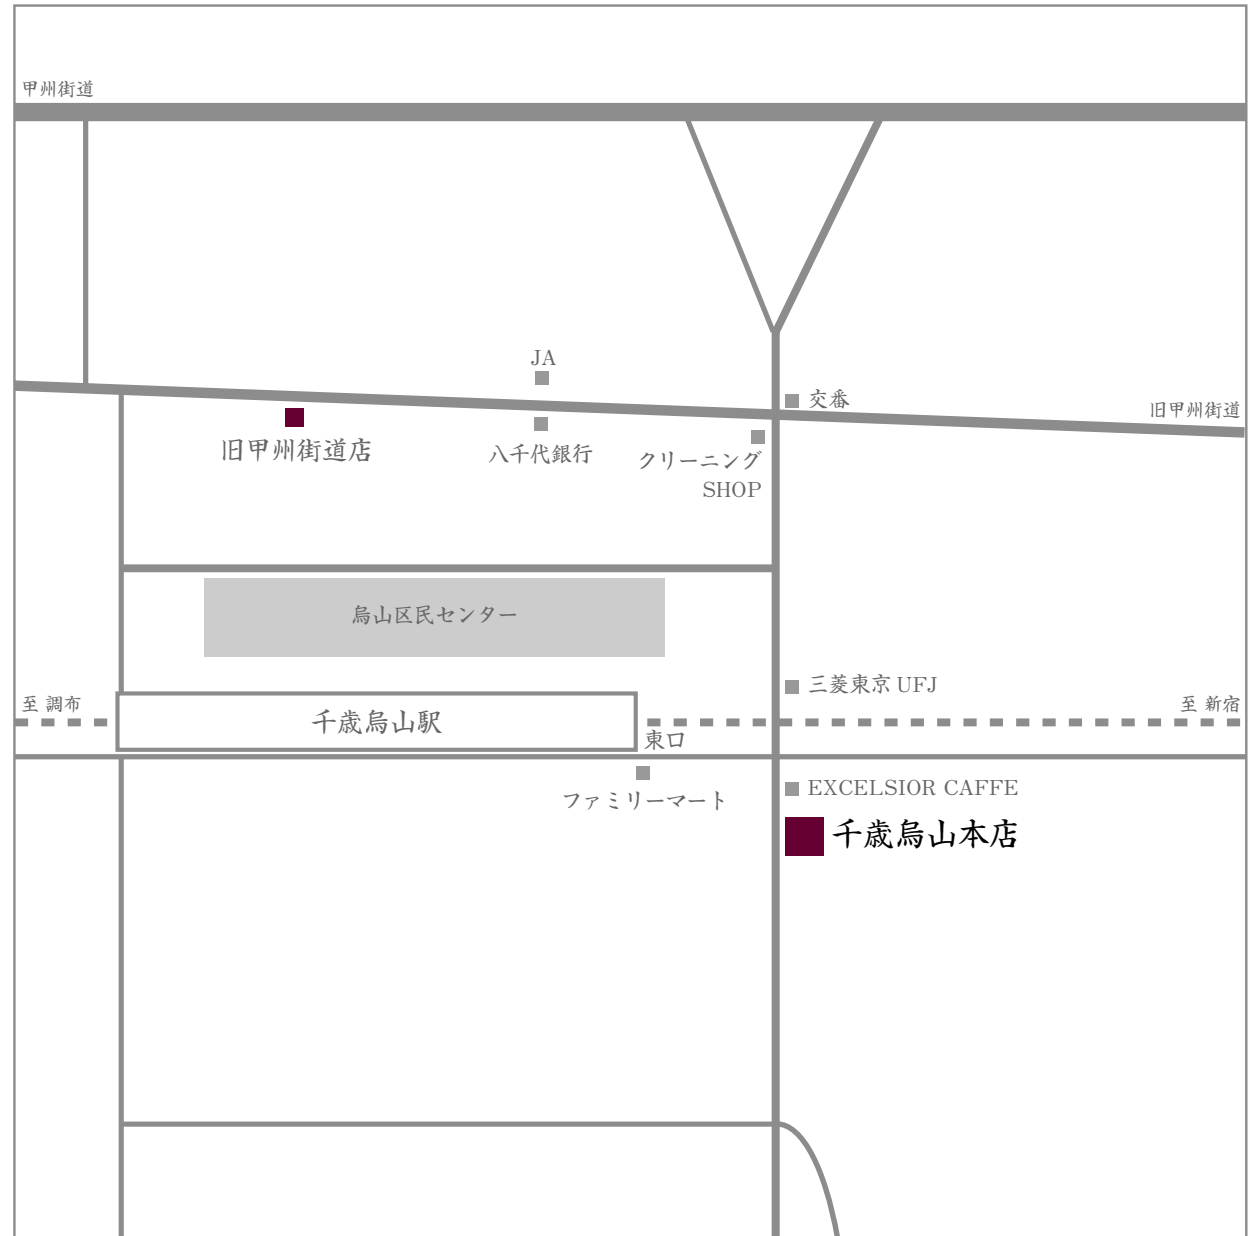 甲州街道
JA
交番
旧甲州街道
旧甲州街道店
八千代銀行
クリーニング
SHOP
烏山区民センター
至 調布
三菱東京 UFJ
至 新宿
千歳烏山駅
東口
ファミリーマート
EXCELSIOR CAFFE
千歳烏山本店